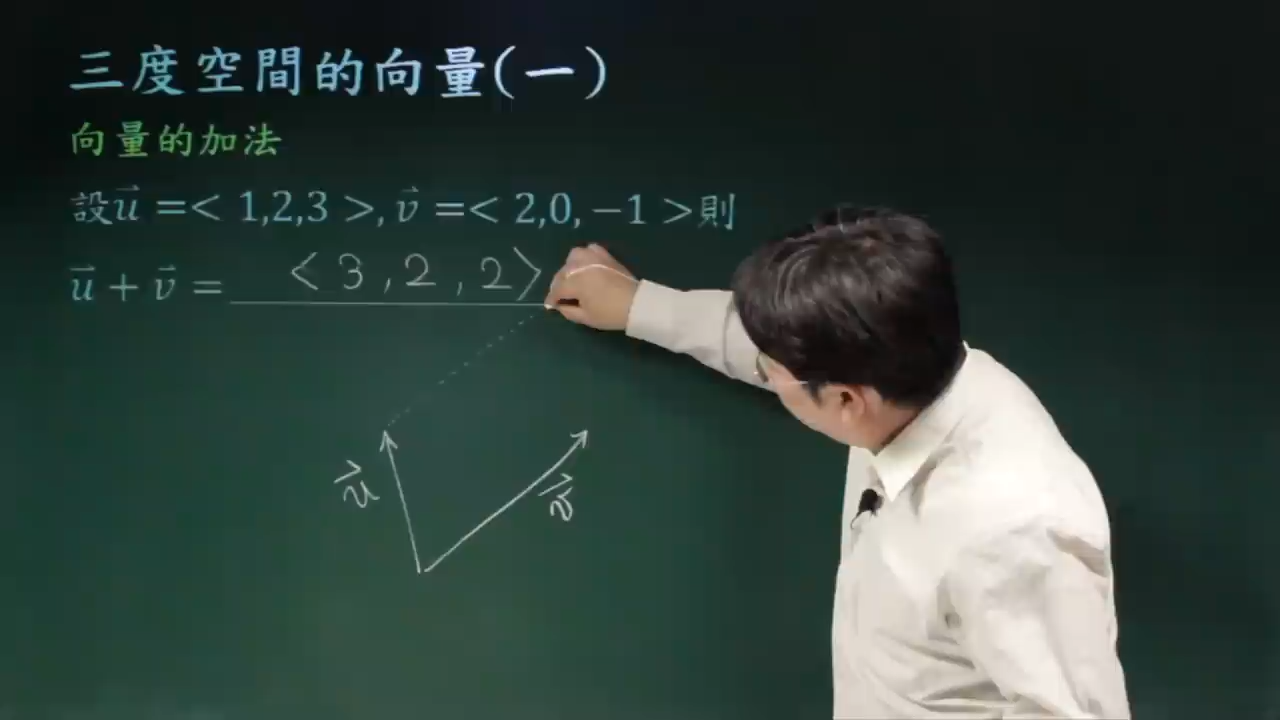 三度空間的向量(一)
向量的加法
設u⃗ =< 1,2,3 >, v⃗ =< 2,0, −1 >則
u⃗ + v⃗ = <3,2,2>
u⃗
v⃗